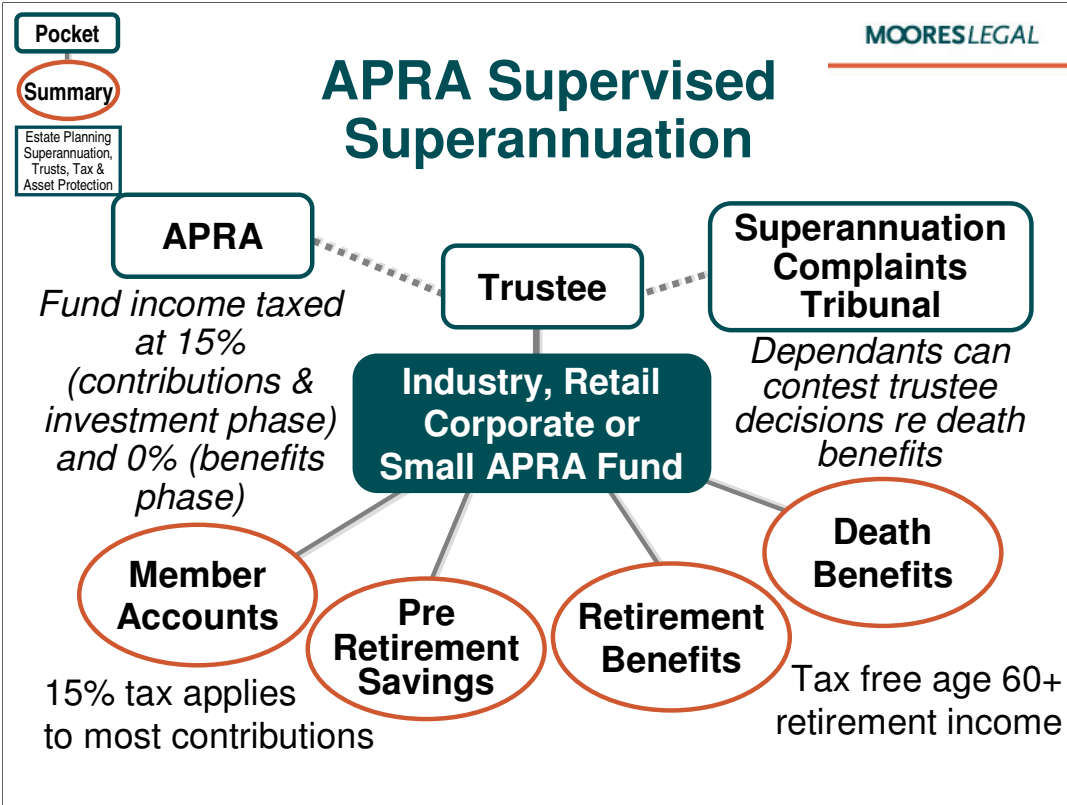 Pocket
Summary
Estate Planning
Superannuation,
Trusts, Tax &
Asset Protection
MOORESLEGAL
APRA Supervised
Superannuation
APRA
Fund income taxed
at 15%
(contributions &
investment phase)
and 0% (benefits
phase)
Trustee
Superannuation
Complaints
Tribunal
Dependants can
contest trustee
decisions re death
benefits
Industry, Retail
Corporate or
Small APRA Fund
Member
Accounts
Pre
Retirement
Savings
Retirement
Benefits
Death
Benefits
15% tax applies
to most contributions
Tax free age 60+
retirement income